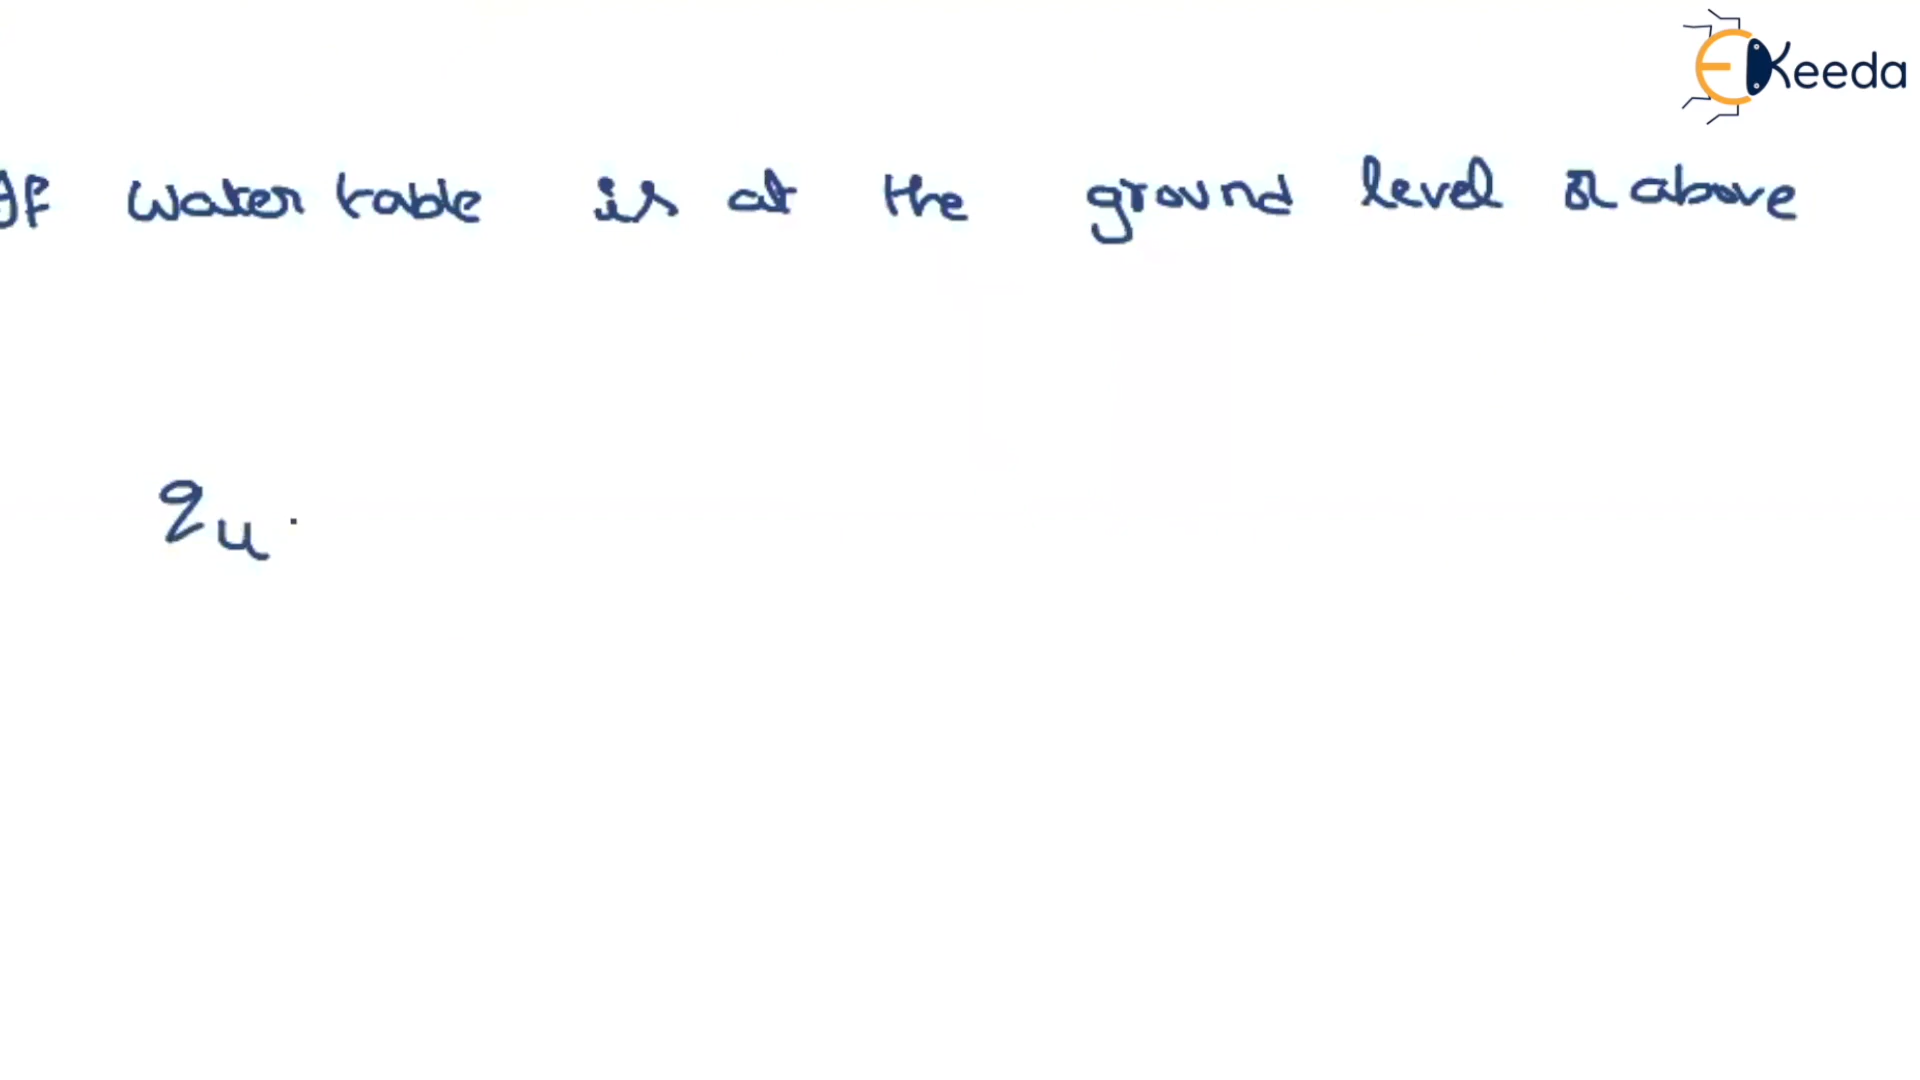 EKeeda
If water table is at the ground level or above
qu